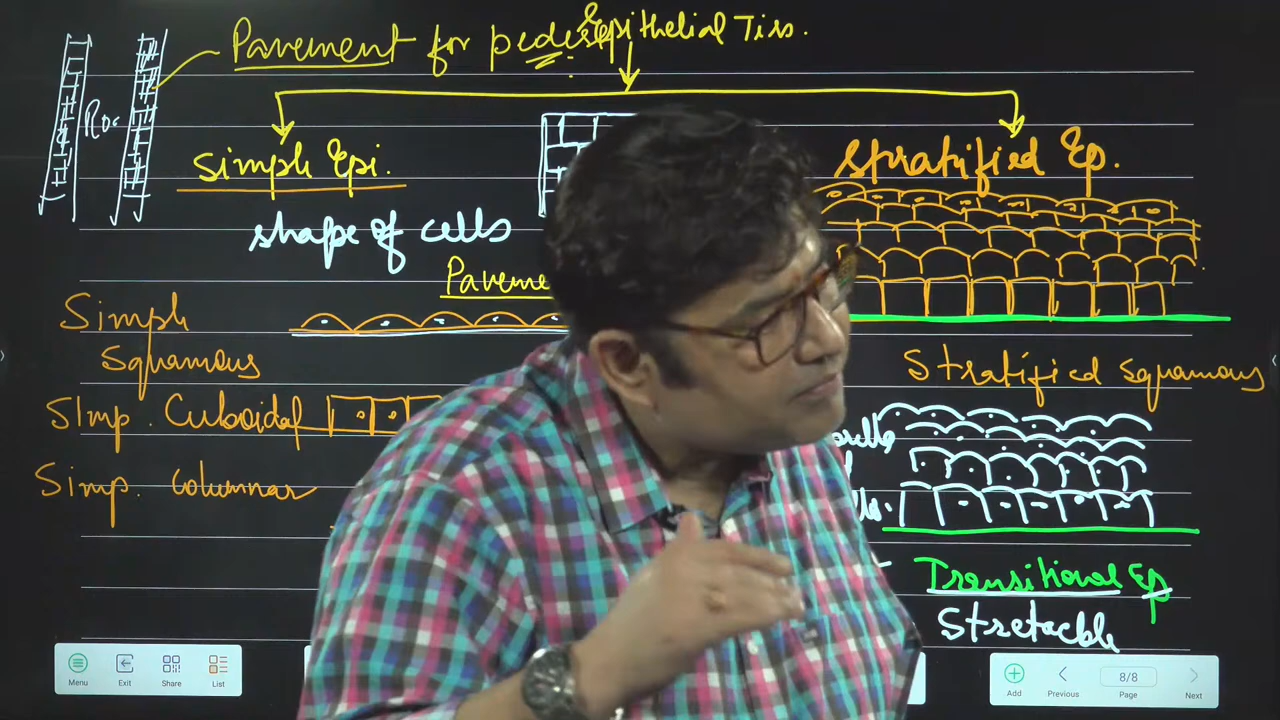 Pavement for pedes
Epithelial Tiss.
Simple Epi.
Stratified Ep.
shape of cells
Paveme
Simple
Squamous
Stratified squamous
SImp. Cuboidal
Simp. Columnar
Transitional Ep
Stretacble
Menu
Exit
Share
List
Add
Previous
8/8
Page
Next